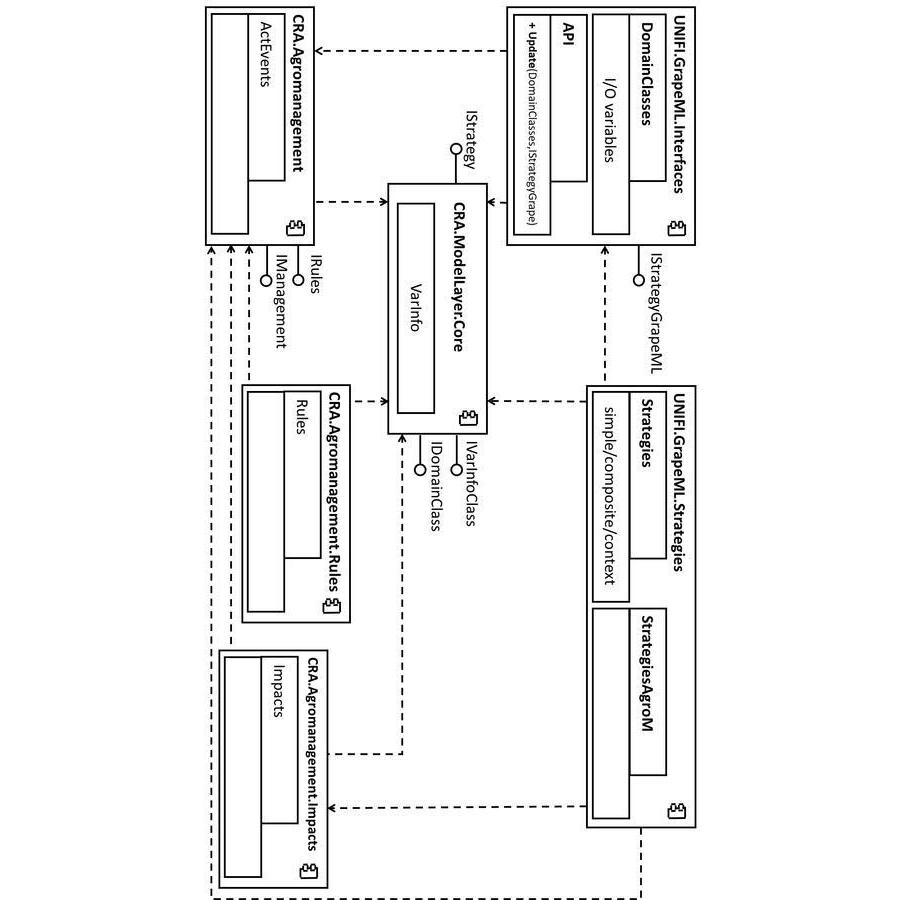 UNIFI.GrapeML.Interfaces
DomainClasses
I/O variables
API
+ Update(DomainClasses,IStrategyGrape)
IStrategyGrapeML
UNIFI.GrapeML.Strategies
Strategies
simple/composite/context
StrategiesAgroM
IStrategy
CRA.ModelLayer.Core
VarInfo
IVarInfoClass
IDomainClass
CRA.Agromanagement
ActEvents
IRules
IManagement
CRA.Agromanagement.Rules
Rules
CRA.Agromanagement.Impacts
Impacts